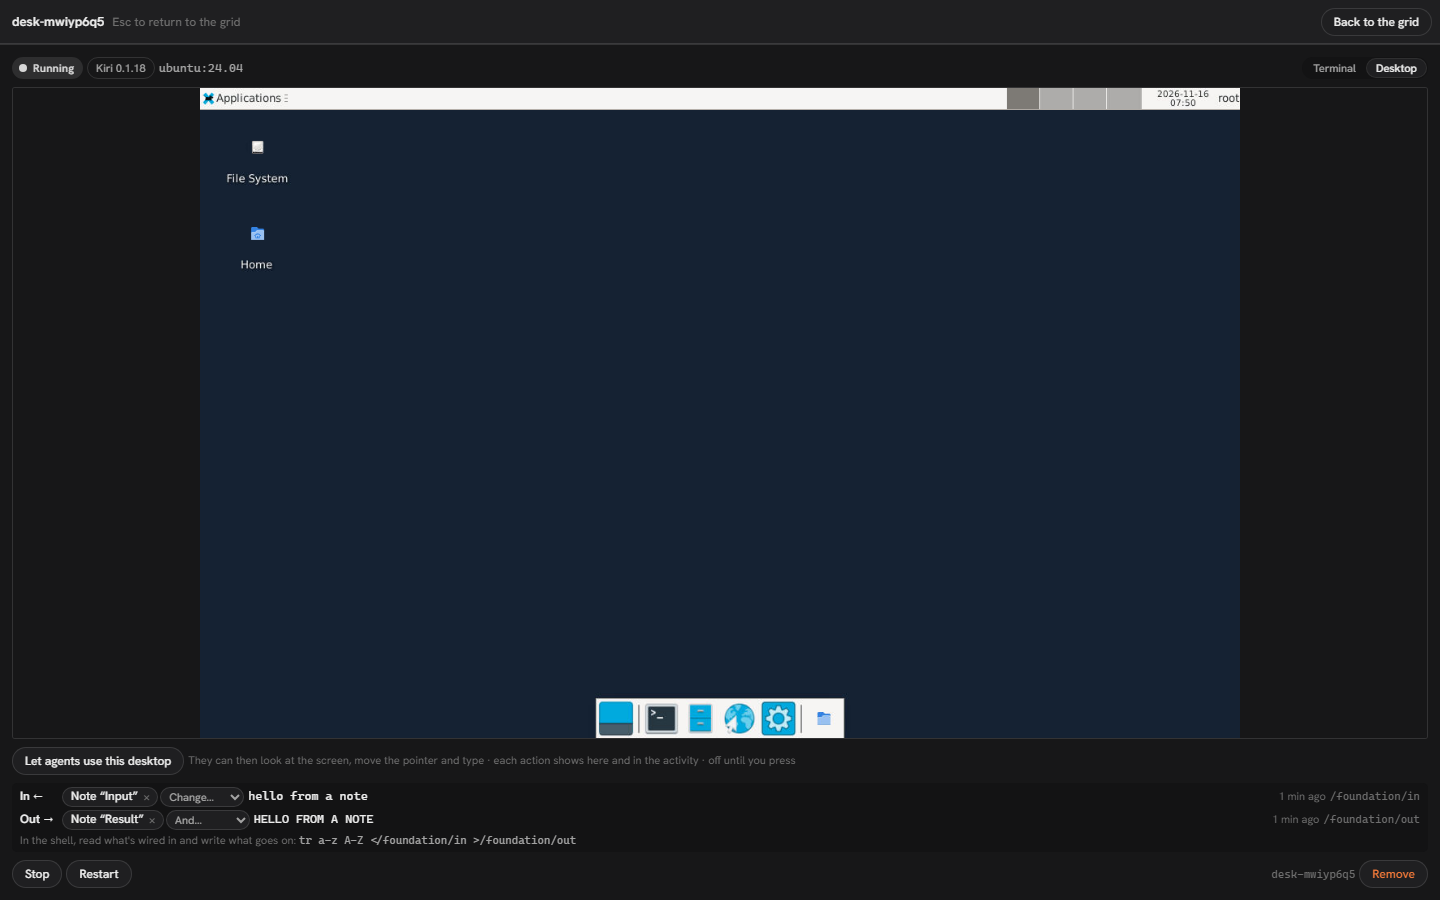 desk-mwiyp6q5 Esc to return to the grid Back to the grid
Running Kiri 0.1.18 ubuntu:24.04 Terminal Desktop
Applications 2026-11-16 07:50 root
File System
Home
Let agents use this desktop They can then look at the screen, move the pointer and type · each action shows here and in the activity · off until you press
In ← Note “Input” × Change... hello from a note 1 min ago /foundation/in
Out → Note “Result” × And... HELLO FROM A NOTE 1 min ago /foundation/out
In the shell, read what's wired in and write what goes on: tr a-z A-Z </foundation/in >/foundation/out
Stop Restart desk-mwiyp6q5 Remove